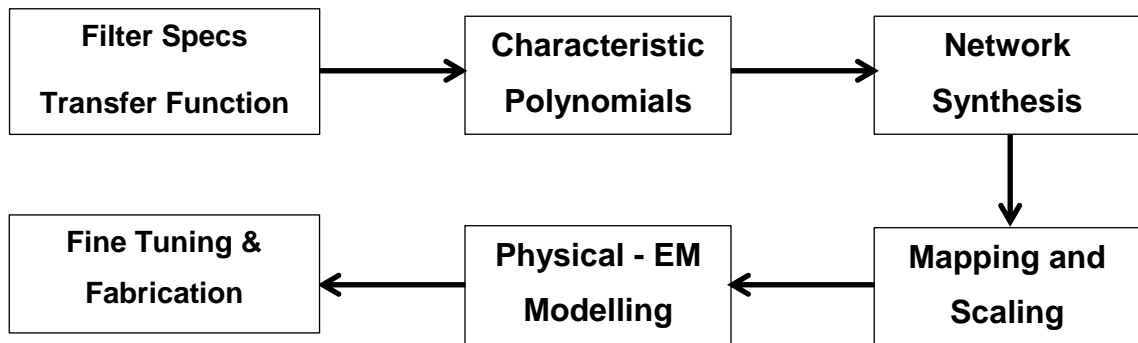 Filter Specs
Transfer Function
Characteristic
Polynomials
Network
Synthesis
Fine Tuning &
Fabrication
Physical - EM
Modelling
Mapping and
Scaling